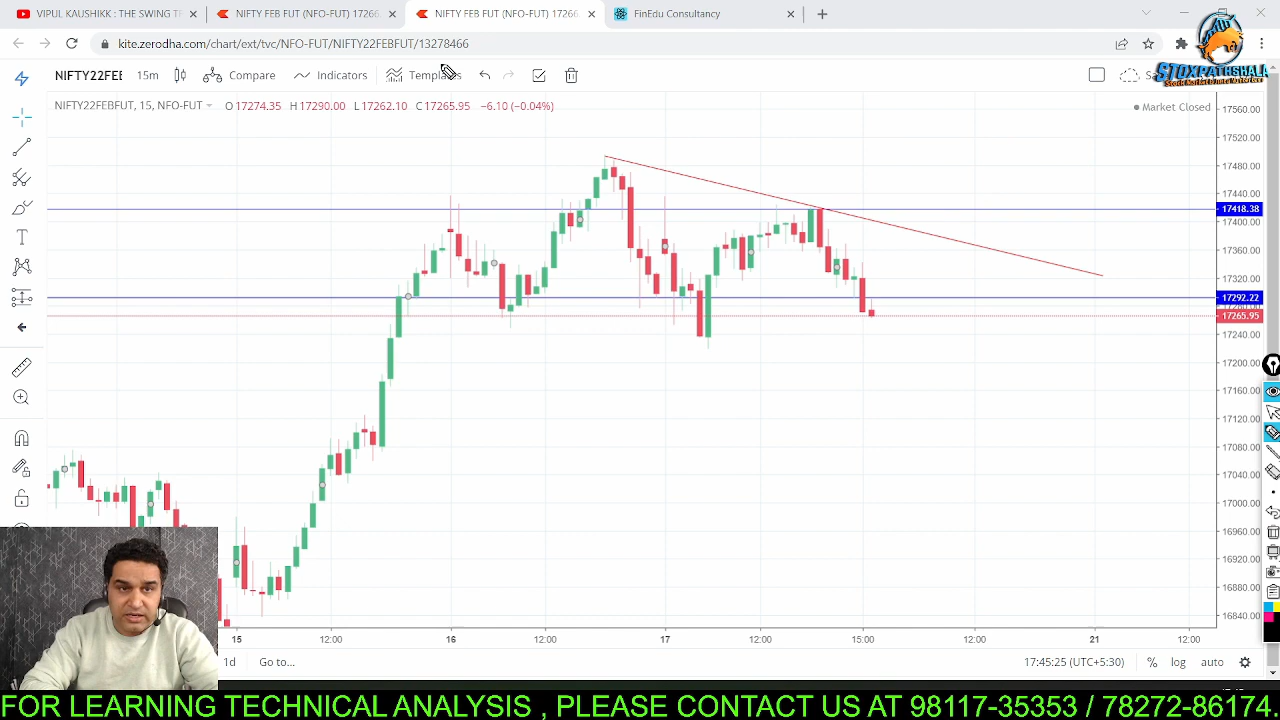 VIPUL KAUSHIKK : THE SWING T
NIFTY FEB FUT (NFO-FUT) 17266
NIFTY FEB FUT (NFO-FUT) 17266
FinEdu Consultancy
kite.zerodha.com/chart/ext/tvc/NFO-FUT/NIFTY22FEBFUT/13278466
STOXPATHSHALA
NIFTY22FEB
15m
Compare
Indicators
Templates
NIFTY22FEBFUT, 15, NFO-FUT
O 17274.35 H 17290.00 L 17262.10 C 17265.95 −6.10 (−0.04%)
Market Closed
17560.00
17520.00
17480.00
17440.00
17418.38
17400.00
17360.00
17320.00
17292.22
17265.95
17240.00
17200.00
17160.00
17120.00
17080.00
17040.00
17000.00
16960.00
16920.00
16880.00
16840.00
15 12:00 16 12:00 17 12:00 15:00 12:00 21 12:00
1d
Go to...
17:45:25 (UTC+5:30)
%
log
auto
FOR LEARNING TECHNICAL ANALYSIS , PLEASE CONTACT US AT 98117-35353 / 78272-86174.